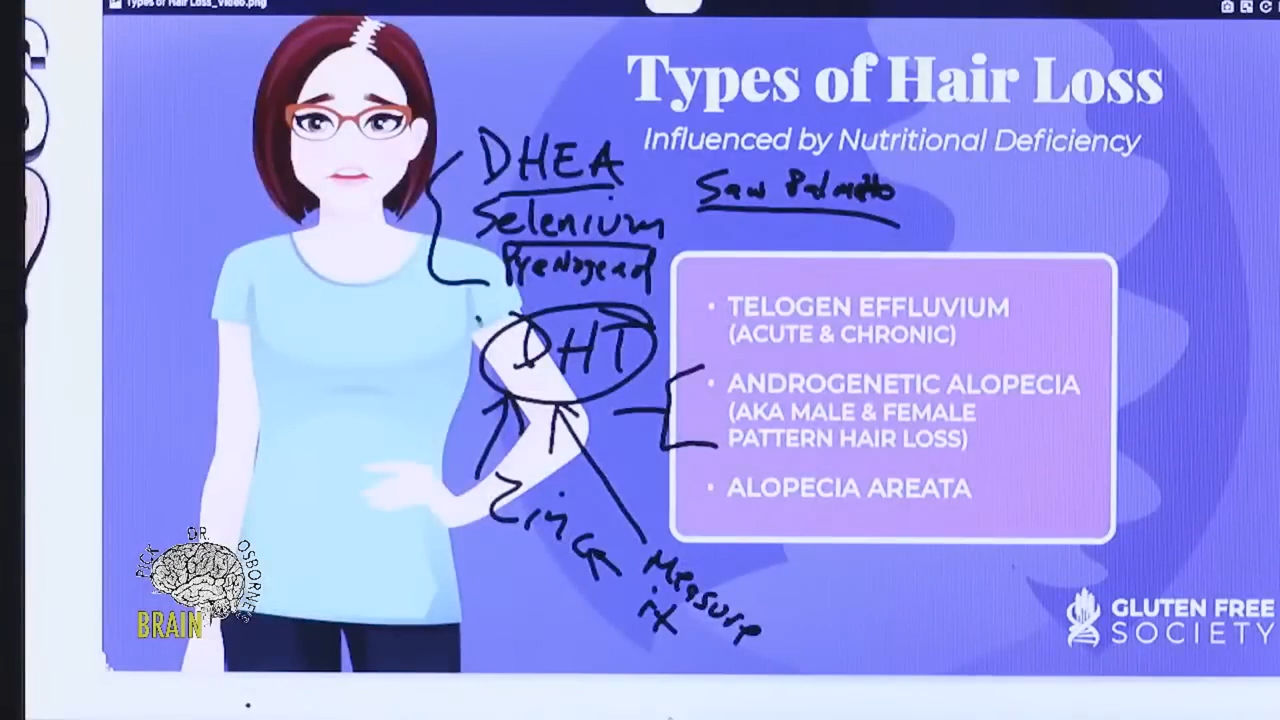 Types of Hair Loss_Video.png
Types of Hair Loss
Influenced by Nutritional Deficiency
DHEA
Saw Palmetto
Selenium
DHT
• TELOGEN EFFLUVIUM
(ACUTE & CHRONIC)
• ANDROGENETIC ALOPECIA
(AKA MALE & FEMALE
PATTERN HAIR LOSS)
• ALOPECIA AREATA
Zinc
Measure
it
PICK DR. OSBORNE'S
BRAIN
GLUTEN FREE
SOCIETY